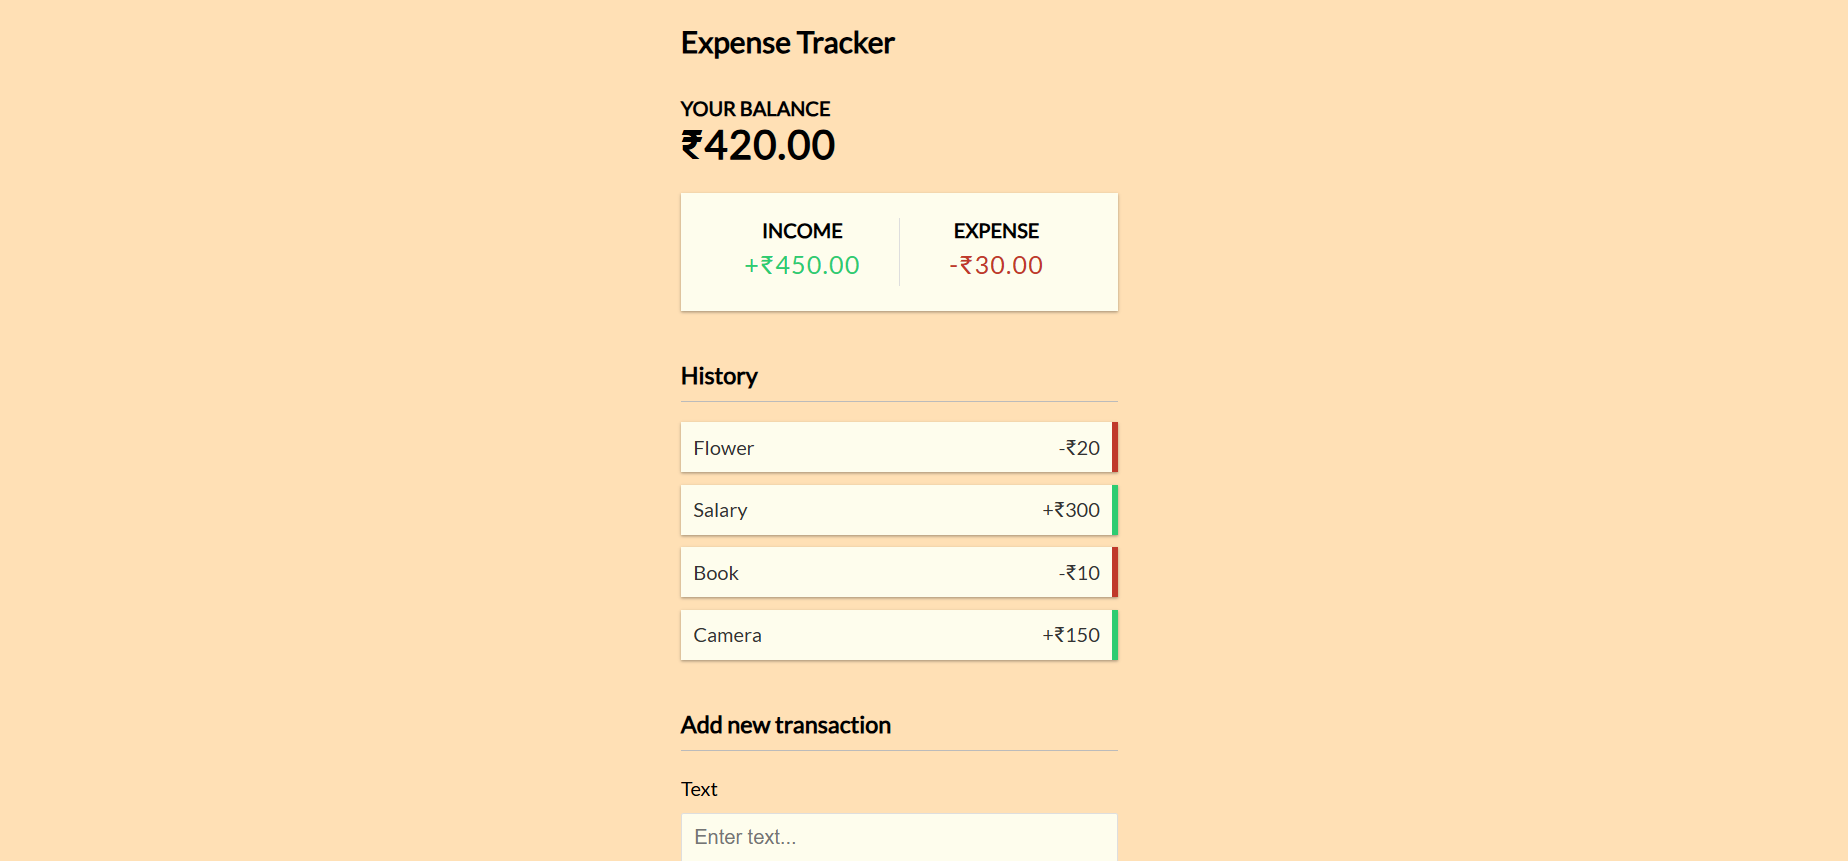 Expense Tracker
YOUR BALANCE
₹420.00
INCOME
EXPENSE
+₹450.00
-₹30.00
History
Flower -₹20
Salary +₹300
Book -₹10
Camera +₹150
Add new transaction
Text
Enter text...